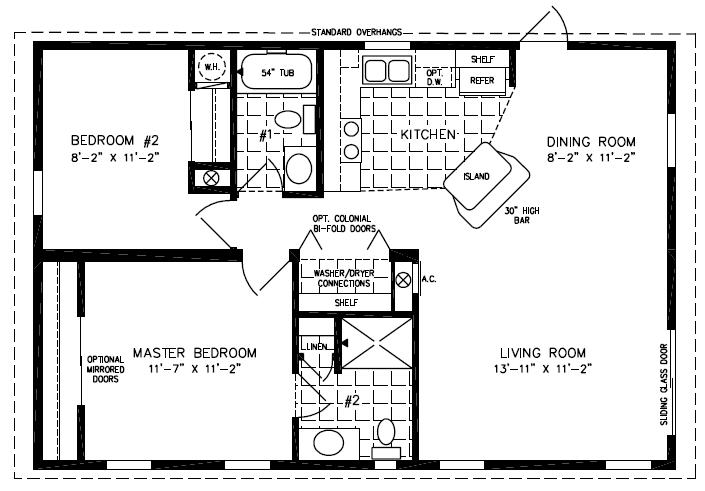 STANDARD OVERHANGS
W.H.
54" TUB
OPT.
D.W.
SHELF
REFER
BEDROOM #2
8'-2" X 11'-2"
#1
KITCHEN
DINING ROOM
8'-2" X 11'-2"
ISLAND
30" HIGH
BAR
OPT. COLONIAL
BI-FOLD DOORS
WASHER/DRYER
CONNECTIONS
SHELF
A.C.
LINEN
OPTIONAL
MIRRORED
DOORS
MASTER BEDROOM
11'-7" X 11'-2"
#2
LIVING ROOM
13'-11" X 11'-2"
SLIDING GLASS DOOR